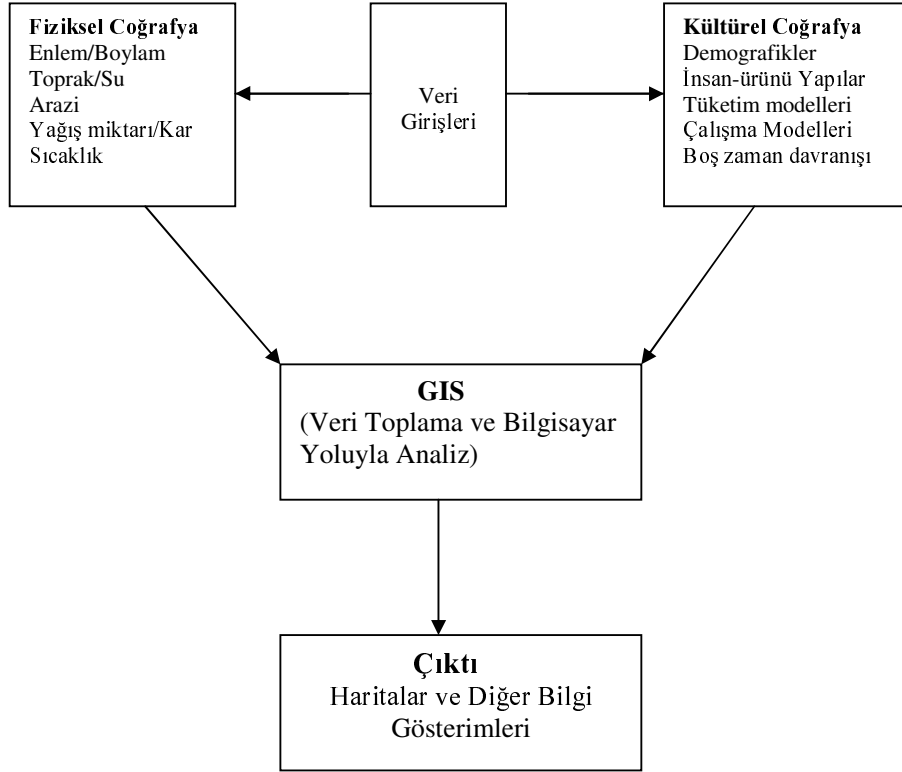 Fiziksel Coğrafya
Enlem/Boylam
Toprak/Su
Arazi
Yağış miktarı/Kar
Sıcaklık
Veri
Girişleri
Kültürel Coğrafya
Demografikler
İnsan-ürünü Yapılar
Tüketim modelleri
Çalışma Modelleri
Boş zaman davranışı
GIS
(Veri Toplama ve Bilgisayar
Yoluyla Analiz)
Çıktı
Haritalar ve Diğer Bilgi
Gösterimleri